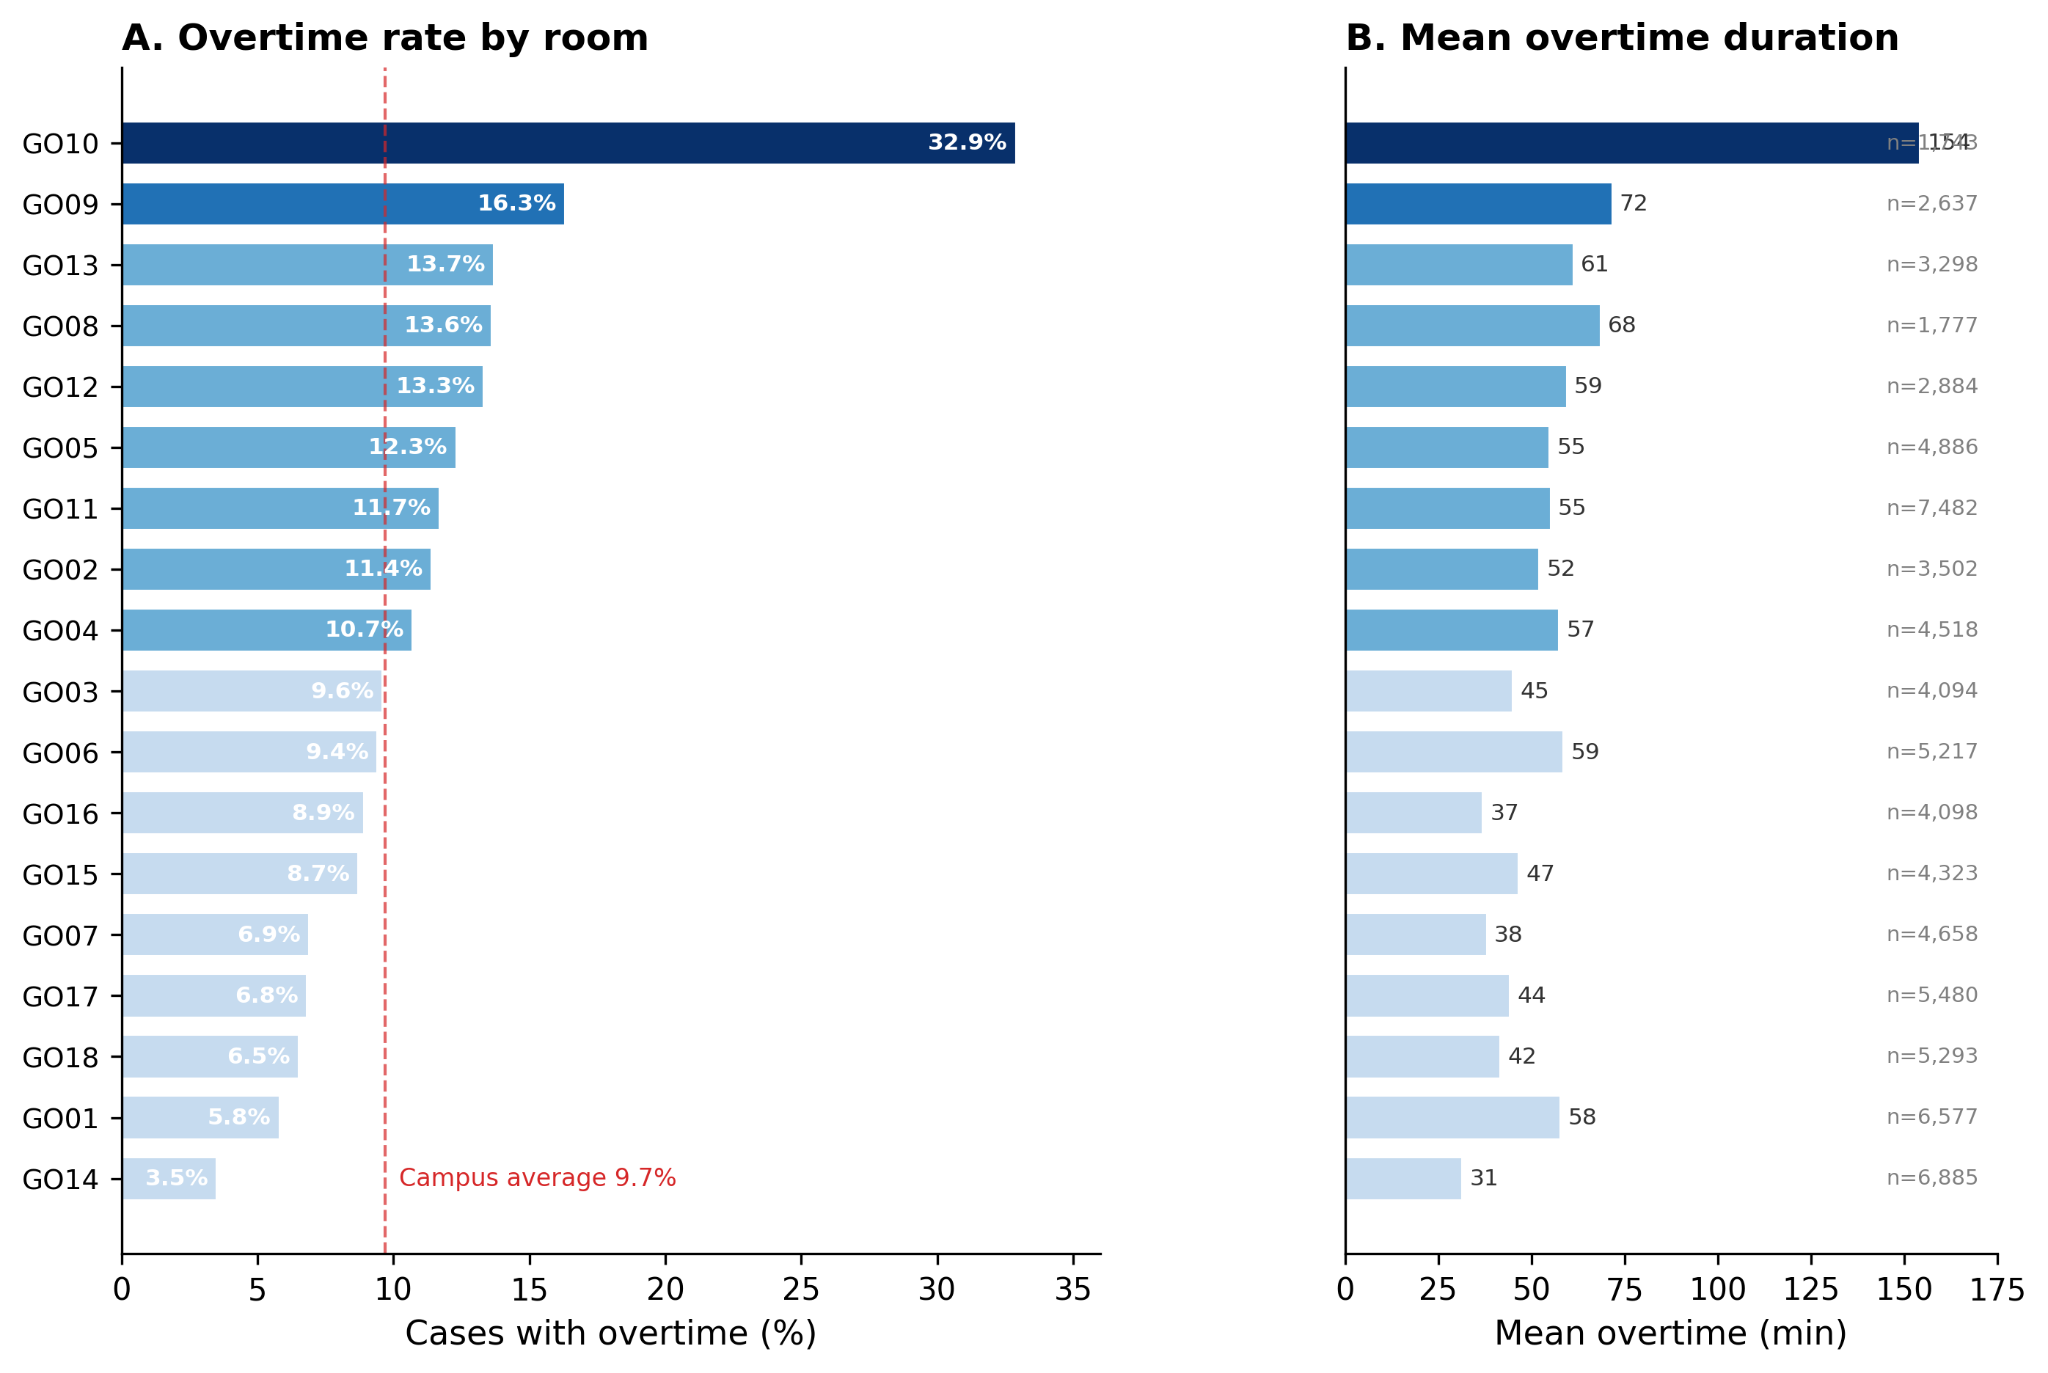 A. Overtime rate by room
GO10 32.9%
GO09 16.3%
GO13 13.7%
GO08 13.6%
GO12 13.3%
GO05 12.3%
GO11 11.7%
GO02 11.4%
GO04 10.7%
GO03 9.6%
GO06 9.4%
GO16 8.9%
GO15 8.7%
GO07 6.9%
GO17 6.8%
GO18 6.5%
GO01 5.8%
GO14 3.5% Campus average 9.7%
0 5 10 15 20 25 30 35
Cases with overtime (%)
B. Mean overtime duration
154
72 n=2,637
61 n=3,298
68 n=1,777
59 n=2,884
55 n=4,886
55 n=7,482
52 n=3,502
57 n=4,518
45 n=4,094
59 n=5,217
37 n=4,098
47 n=4,323
38 n=4,658
44 n=5,480
42 n=5,293
58 n=6,577
31 n=6,885
0 25 50 75 100 125 150 175
Mean overtime (min)